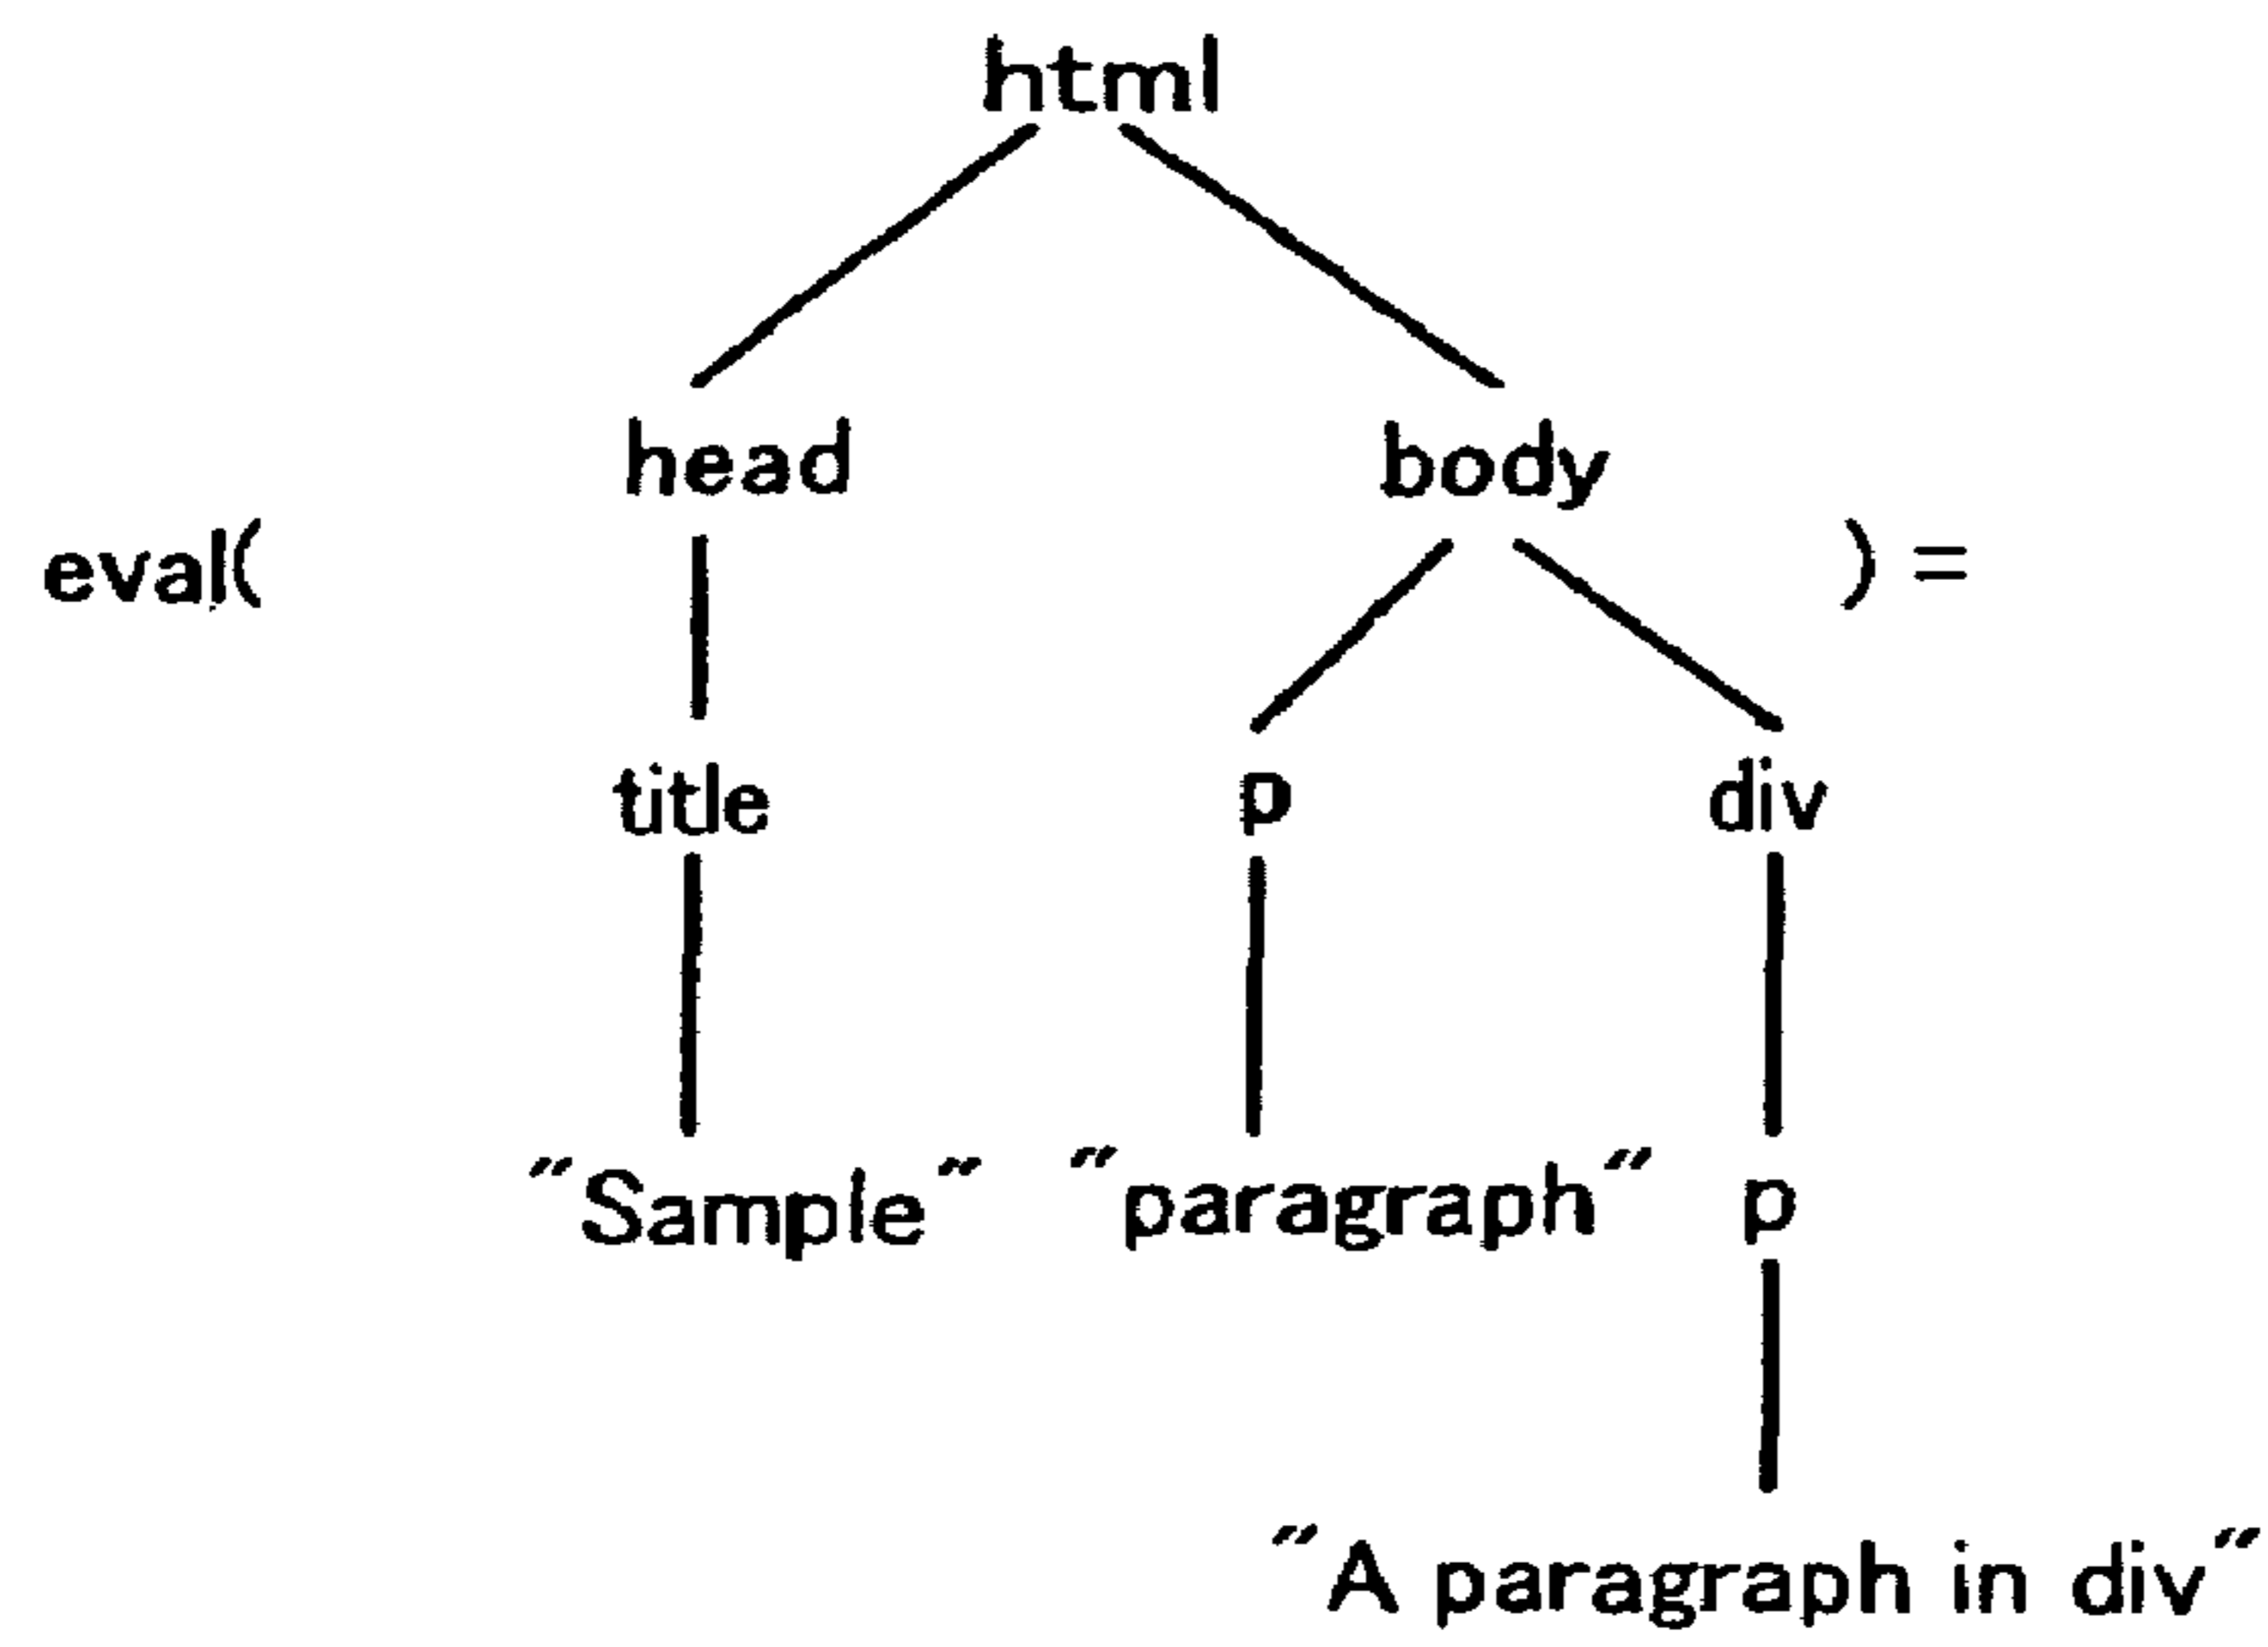 html
head body
eval( ) =
title p div
"Sample" "paragraph" p
"A paragraph in div"